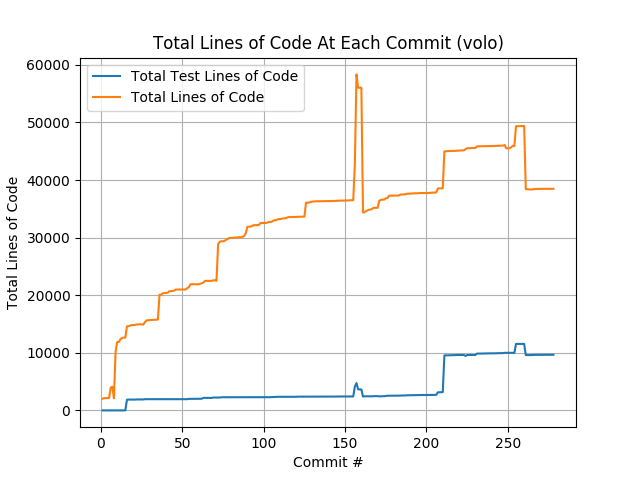 Total Lines of Code At Each Commit (volo)
Total Test Lines of Code
Total Lines of Code
Total Lines of Code
60000
50000
40000
30000
20000
10000
0
0 50 100 150 200 250
Commit #